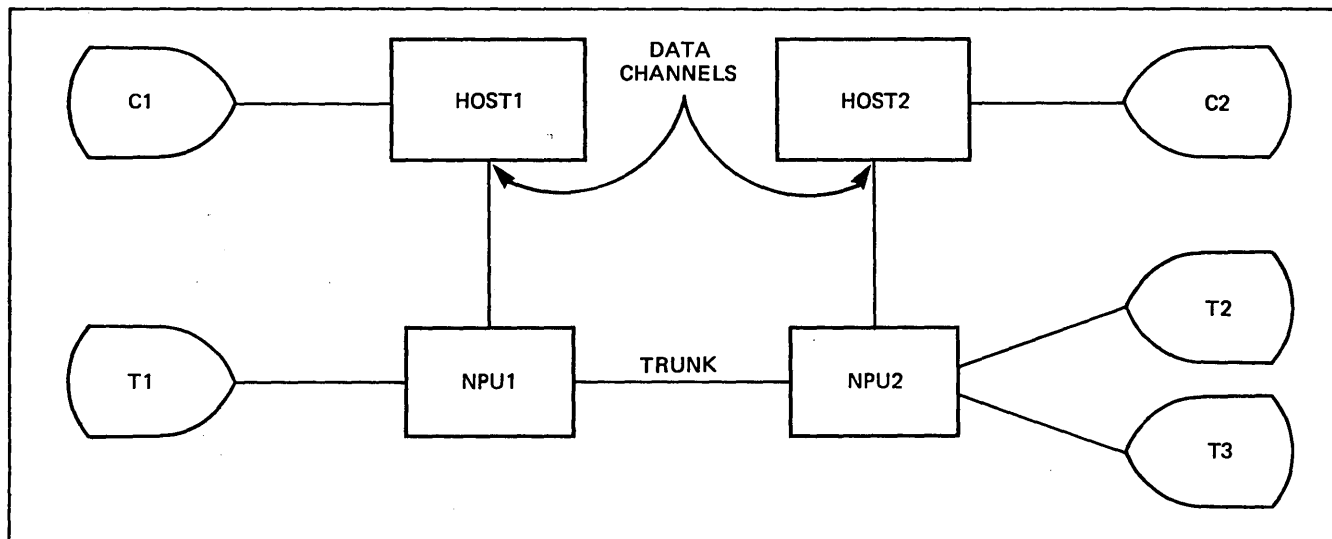 DATA
CHANNELS
C1
HOST1
HOST2
C2
T1
NPU1
TRUNK
NPU2
T2
T3